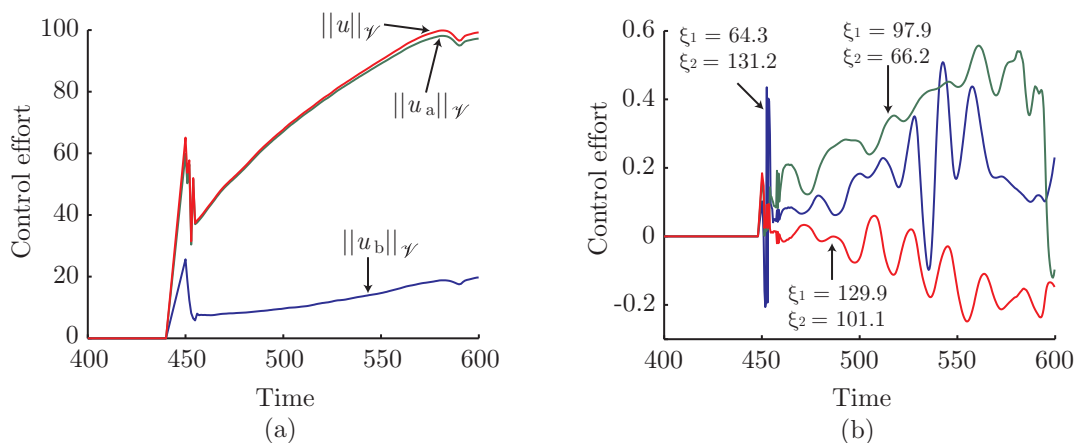 100
80
60
40
20
0
400
450
500
550
600
Control effort
Time
||u||𝒱
||u a||𝒱
||u b||𝒱
(a)
0.6
0.4
0.2
0
-0.2
400
450
500
550
600
Control effort
Time
ξ1 = 64.3
ξ2 = 131.2
ξ1 = 97.9
ξ2 = 66.2
ξ1 = 129.9
ξ2 = 101.1
(b)